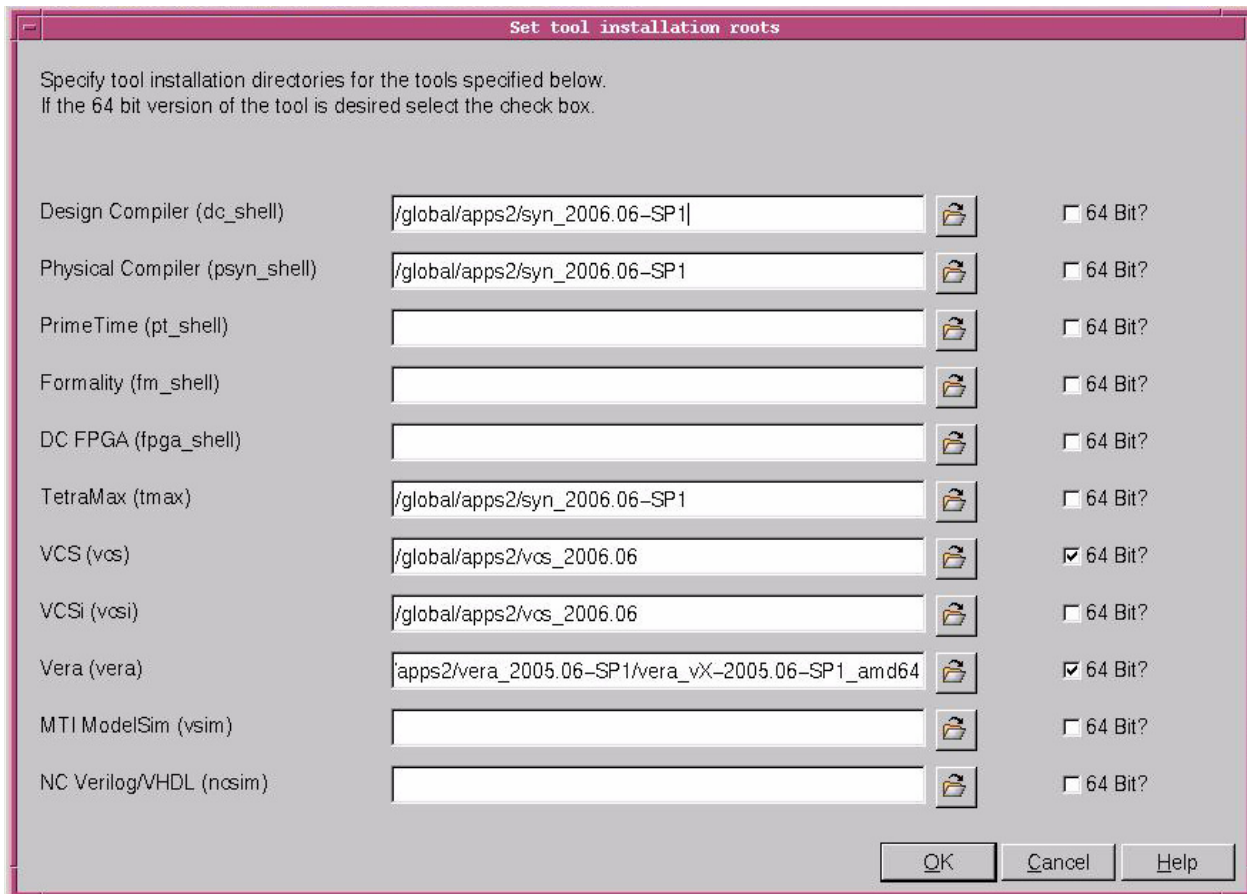 Set tool installation roots
Specify tool installation directories for the tools specified below.
If the 64 bit version of the tool is desired select the check box.
Design Compiler (dc_shell) /global/apps2/syn_2006.06-SP1 64 Bit?
Physical Compiler (psyn_shell) /global/apps2/syn_2006.06-SP1 64 Bit?
PrimeTime (pt_shell) 64 Bit?
Formality (fm_shell) 64 Bit?
DC FPGA (fpga_shell) 64 Bit?
TetraMax (tmax) /global/apps2/syn_2006.06-SP1 64 Bit?
VCS (vcs) /global/apps2/vcs_2006.06 64 Bit?
VCSi (vcsi) /global/apps2/vcs_2006.06 64 Bit?
Vera (vera) /apps2/vera_2005.06-SP1/vera_vX-2005.06-SP1_amd64 64 Bit?
MTI ModelSim (vsim) 64 Bit?
NC Verilog/VHDL (ncsim) 64 Bit?
OK Cancel Help